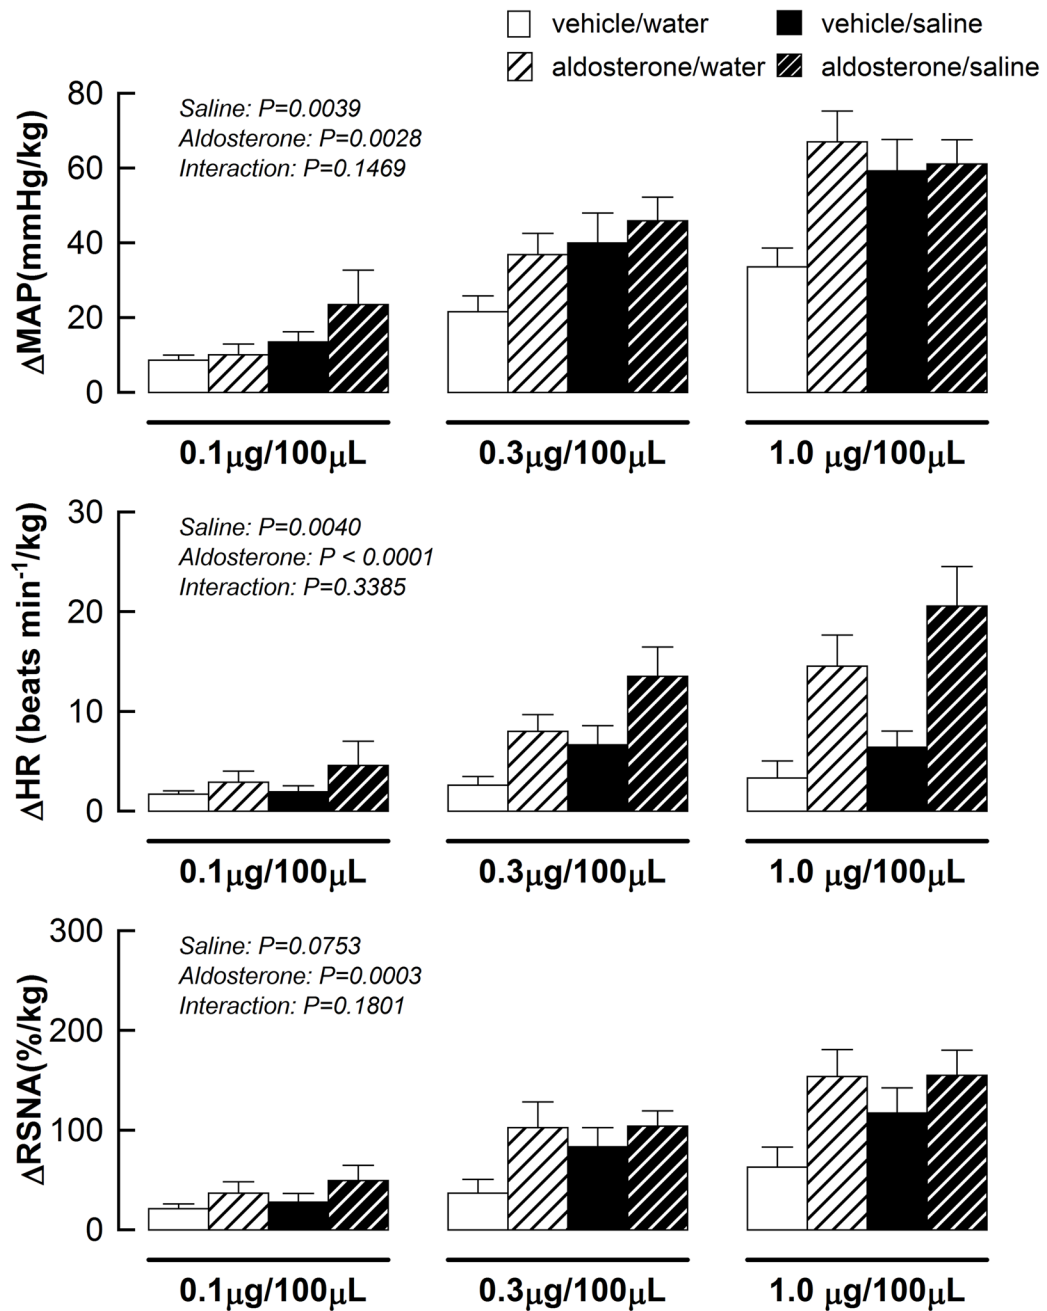 vehicle/water
vehicle/saline
aldosterone/water
aldosterone/saline
ΔMAP(mmHg/kg)
80
60
40
20
0
Saline: P=0.0039
Aldosterone: P=0.0028
Interaction: P=0.1469
0.1μg/100μL
0.3μg/100μL
1.0 μg/100μL
ΔHR (beats min⁻¹/kg)
30
20
10
0
Saline: P=0.0040
Aldosterone: P < 0.0001
Interaction: P=0.3385
0.1μg/100μL
0.3μg/100μL
1.0 μg/100μL
ΔRSNA(%/kg)
300
200
100
0
Saline: P=0.0753
Aldosterone: P=0.0003
Interaction: P=0.1801
0.1μg/100μL
0.3μg/100μL
1.0 μg/100μL